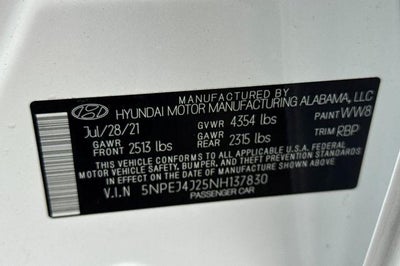 MANUFACTURED BY
HYUNDAI MOTOR MANUFACTURING ALABAMA, LLC
Jul/28/21 GVWR 4354 lbs PAINT WW8
GAWR FRONT 2513 lbs GAWR REAR 2315 lbs TRIM RBP
THIS VEHICLE CONFORMS TO ALL APPLICABLE FEDERAL
MOTOR VEHICLE SAFETY, BUMPER, AND THEFT PREVENTION
STANDARDS IN EFFECT ON THE DATE OF MANUFACTURE SHOWN ABOVE.
V.I.N 5NPEJ4J25NH137830
PASSENGER CAR